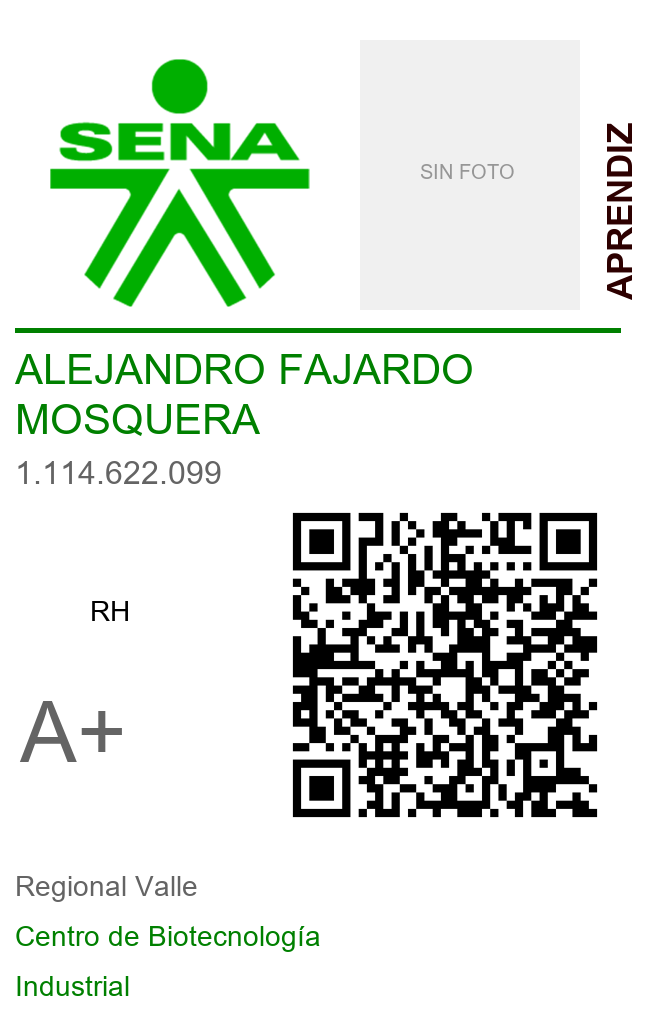 SENA
SIN FOTO
APRENDIZ
ALEJANDRO FAJARDO
MOSQUERA
1.114.622.099
RH
A+
Regional Valle
Centro de Biotecnología
Industrial